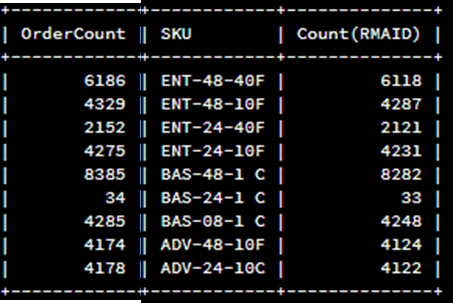 | OrderCount | SKU | Count(RMAID) |
| 6186 | ENT-48-40F | 6118 |
| 4329 | ENT-48-10F | 4287 |
| 2152 | ENT-24-40F | 2121 |
| 4275 | ENT-24-10F | 4231 |
| 8385 | BAS-48-1 C | 8282 |
| 34 | BAS-24-1 C | 33 |
| 4285 | BAS-08-1 C | 4248 |
| 4174 | ADV-48-10F | 4124 |
| 4178 | ADV-24-10C | 4122 |